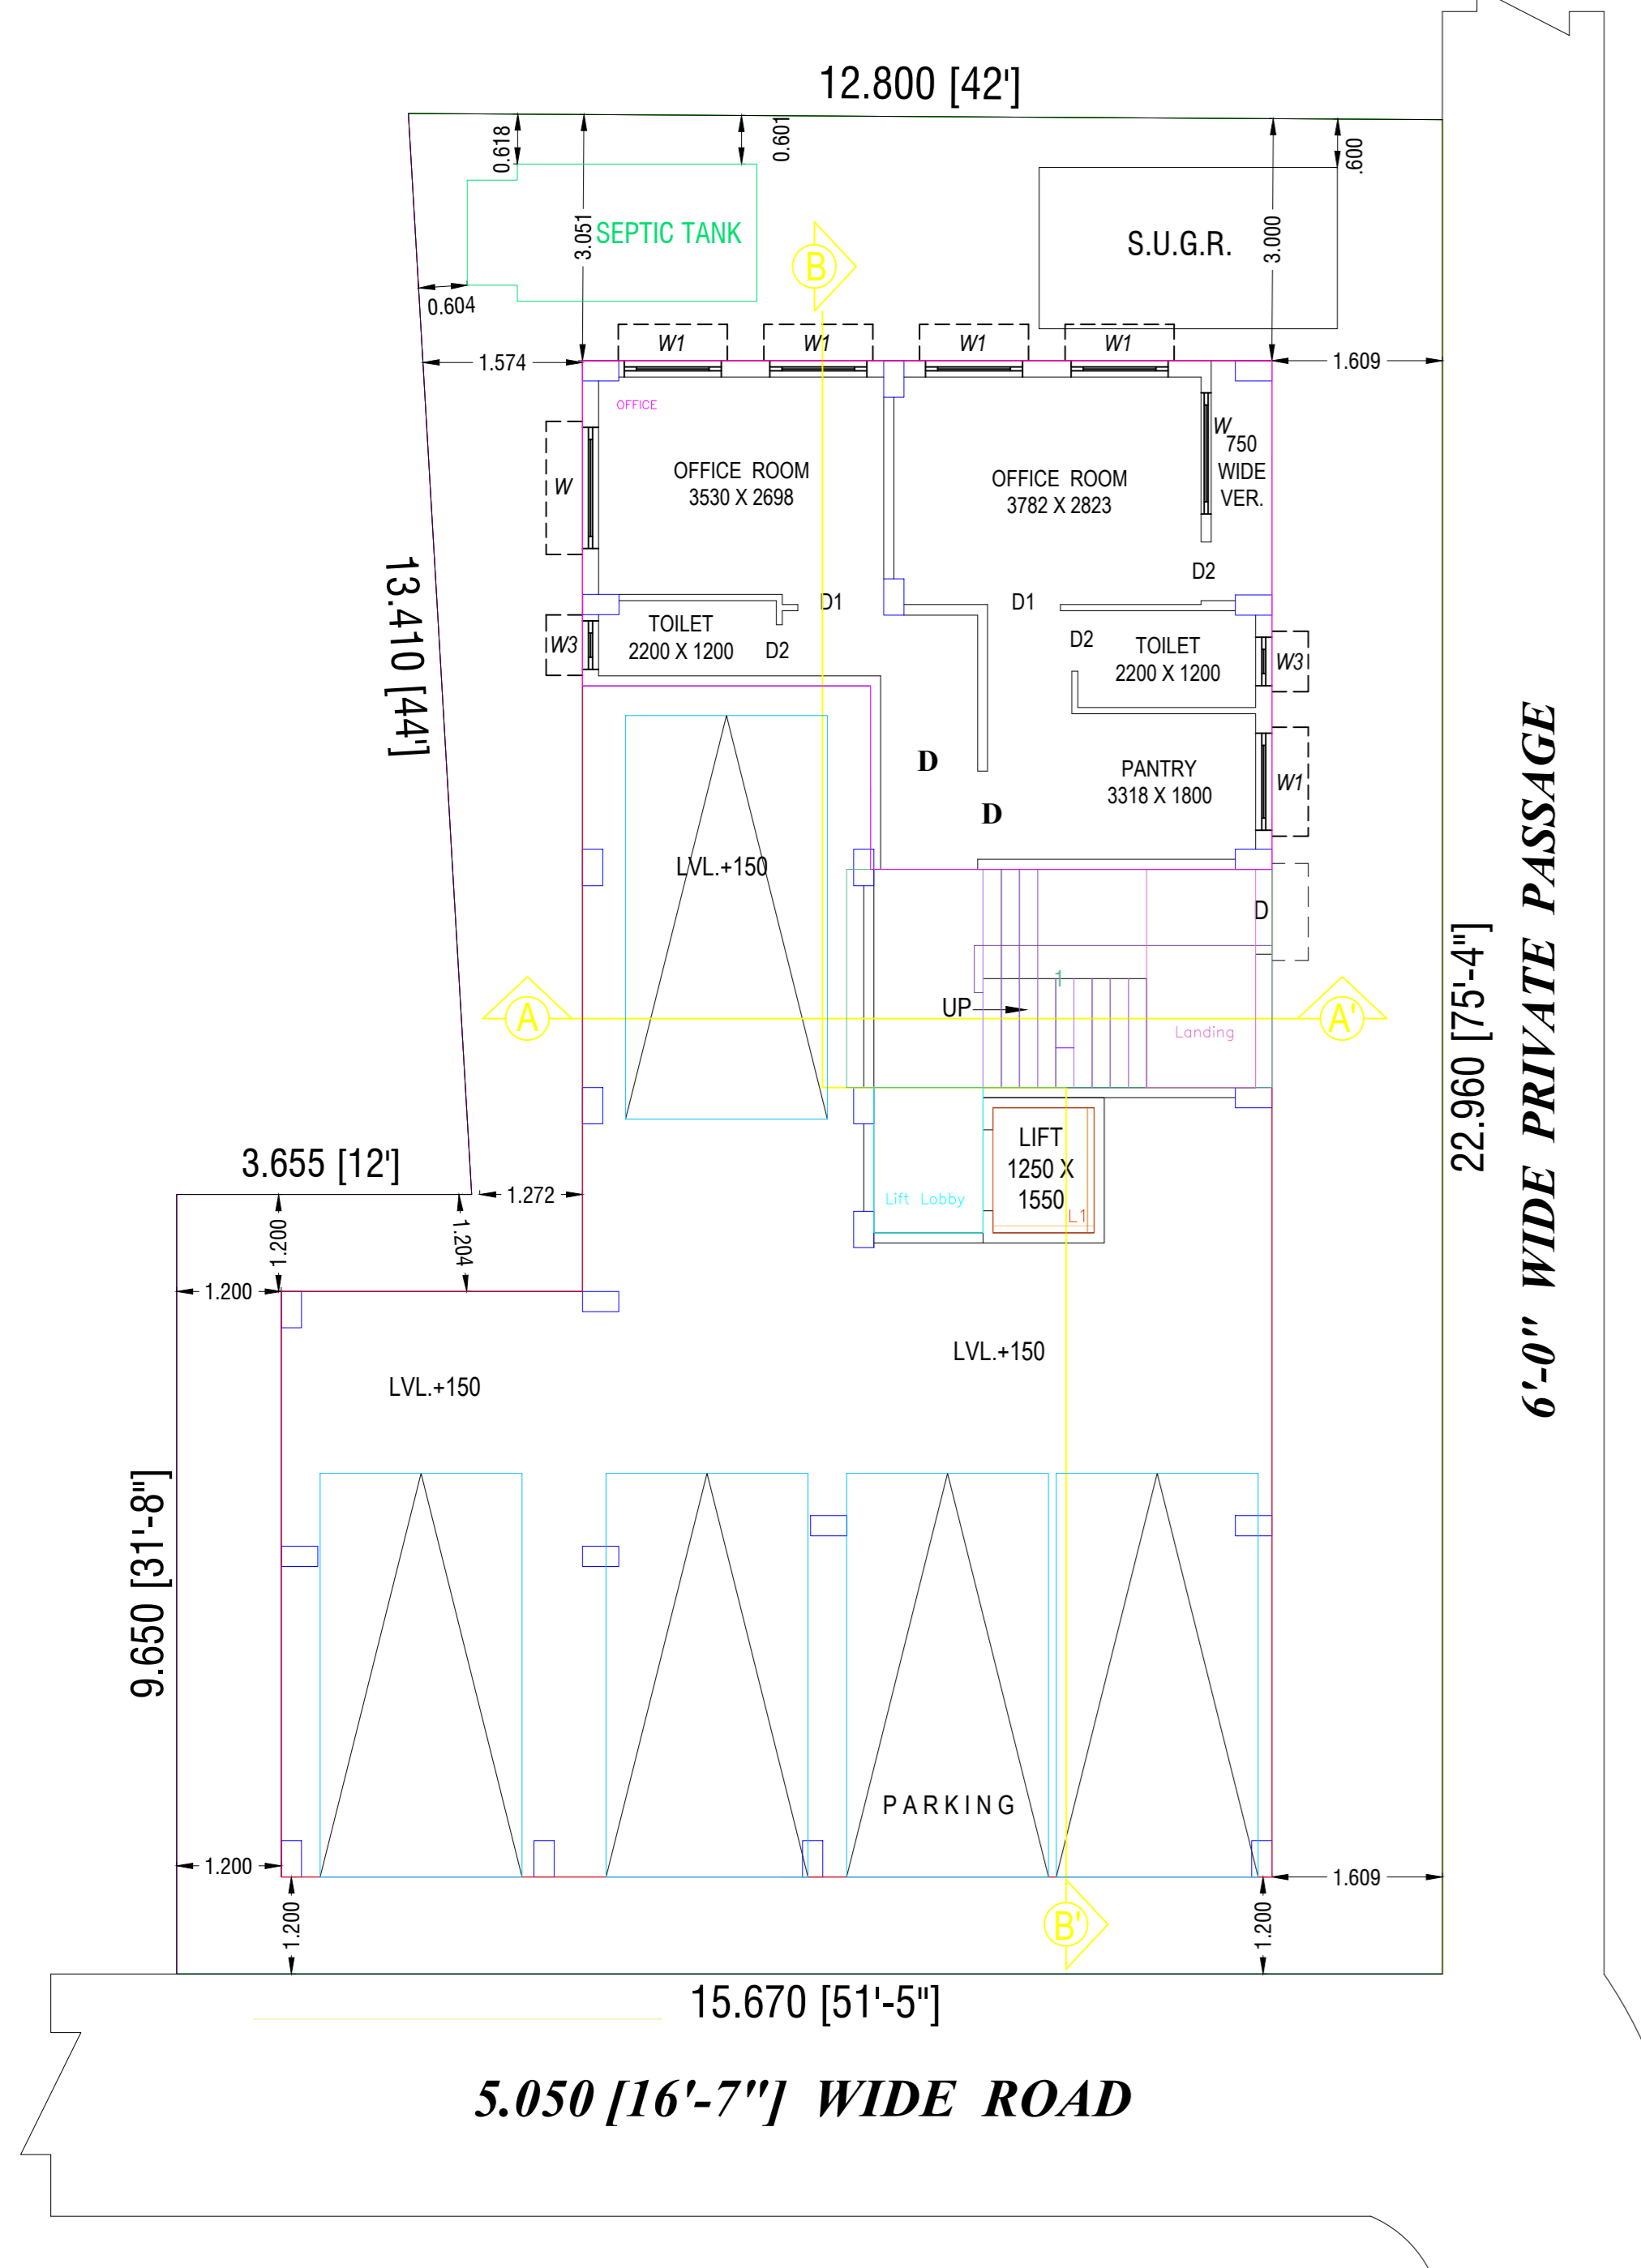 12.800 [42']
0.618
0.601
.600
3.051
SEPTIC TANK
B
S.U.G.R.
3.000
0.604
1.574
W1
W1
W1
W1
1.609
OFFICE
W
OFFICE ROOM
3530 X 2698
OFFICE ROOM
3782 X 2823
W
750
WIDE
VER.
13.410 [44']
D2
D1
D1
W3
TOILET
2200 X 1200
D2
D2
TOILET
2200 X 1200
W3
D
D
PANTRY
3318 X 1800
W1
6'-0" WIDE PRIVATE PASSAGE
LVL.+150
D
22.960 [75'-4"]
1
A
UP
Landing
A'
3.655 [12']
1.272
LIFT
1250 X
1550
L1
Lift Lobby
1.200
1.204
1.200
LVL.+150
LVL.+150
9.650 [31'-8"]
PARKING
1.200
1.609
1.200
B'
1.200
15.670 [51'-5"]
5.050 [16'-7"] WIDE ROAD